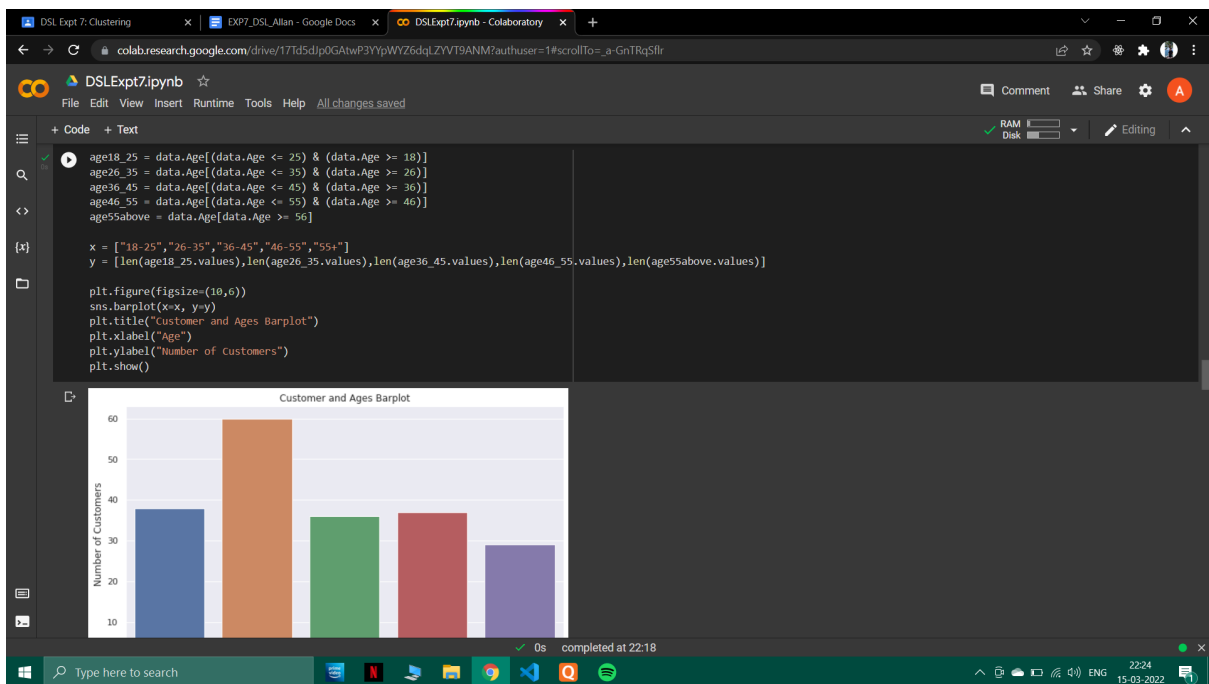 DSL Expt 7: Clustering
EXP7_DSL_Allan - Google Docs
DSLExpt7.ipynb - Colaboratory
colab.research.google.com/drive/17Td5dJp0GAtwP3YYpWYZ6dqLZYVT9ANM?authuser=1#scrollTo=_a-GnTRqSflr
DSLExpt7.ipynb
Comment
Share
A
File Edit View Insert Runtime Tools Help All changes saved
+ Code + Text
RAM
Disk
Editing
0s
age18_25 = data.Age[(data.Age <= 25) & (data.Age >= 18)]
age26_35 = data.Age[(data.Age <= 35) & (data.Age >= 26)]
age36_45 = data.Age[(data.Age <= 45) & (data.Age >= 36)]
age46_55 = data.Age[(data.Age <= 55) & (data.Age >= 46)]
age55above = data.Age[data.Age >= 56]
x = ["18-25","26-35","36-45","46-55","55+"]
y = [len(age18_25.values),len(age26_35.values),len(age36_45.values),len(age46_55.values),len(age55above.values)]
plt.figure(figsize=(10,6))
sns.barplot(x=x, y=y)
plt.title("Customer and Ages Barplot")
plt.xlabel("Age")
plt.ylabel("Number of Customers")
plt.show()
{x}
Customer and Ages Barplot
Number of Customers
60
50
40
30
20
10
0s completed at 22:18
Type here to search
prime video
N
Q
ENG
22:24
15-03-2022
1